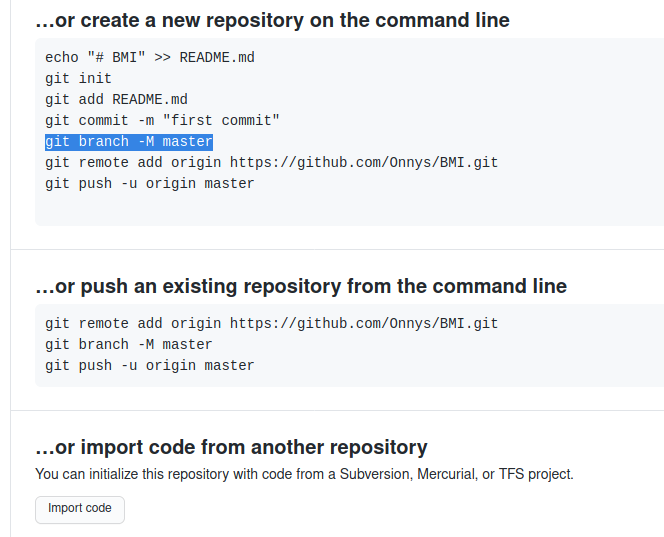 …or create a new repository on the command line
echo "# BMI" >> README.md
git init
git add README.md
git commit -m "first commit"
git branch -M master
git remote add origin https://github.com/Onnys/BMI.git
git push -u origin master
…or push an existing repository from the command line
git remote add origin https://github.com/Onnys/BMI.git
git branch -M master
git push -u origin master
…or import code from another repository
You can initialize this repository with code from a Subversion, Mercurial, or TFS project.
Import code